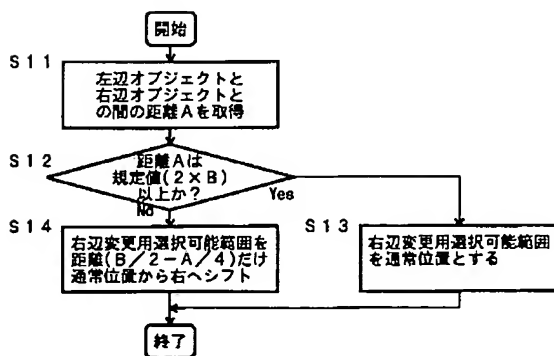 開始
S11
左辺オブジェクトと
右辺オブジェクトと
の間の距離Aを取得
S12
距離Aは
規定値(2×B)
以上か?
Yes
No
S14
右辺変更用選択可能範囲を
距離(B/2-A/4)だけ
通常位置から右へシフト
S13
右辺変更用選択可能範囲
を通常位置とする
終了